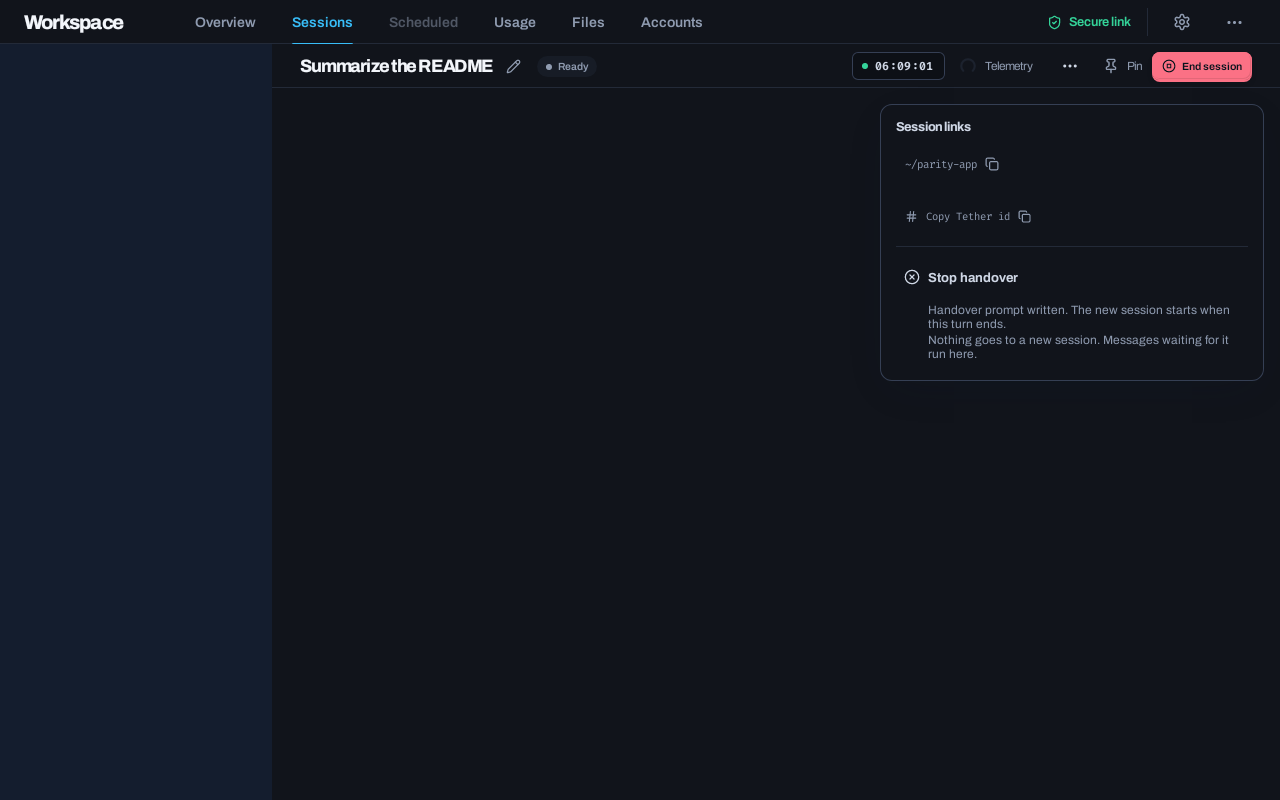 Workspace
Overview
Sessions
Scheduled
Usage
Files
Accounts
Secure link
Summarize the README
Ready
06:09:01
Telemetry
Pin
End session
Session links
~/parity-app
Copy Tether id
Stop handover
Handover prompt written. The new session starts when
this turn ends.
Nothing goes to a new session. Messages waiting for it
run here.